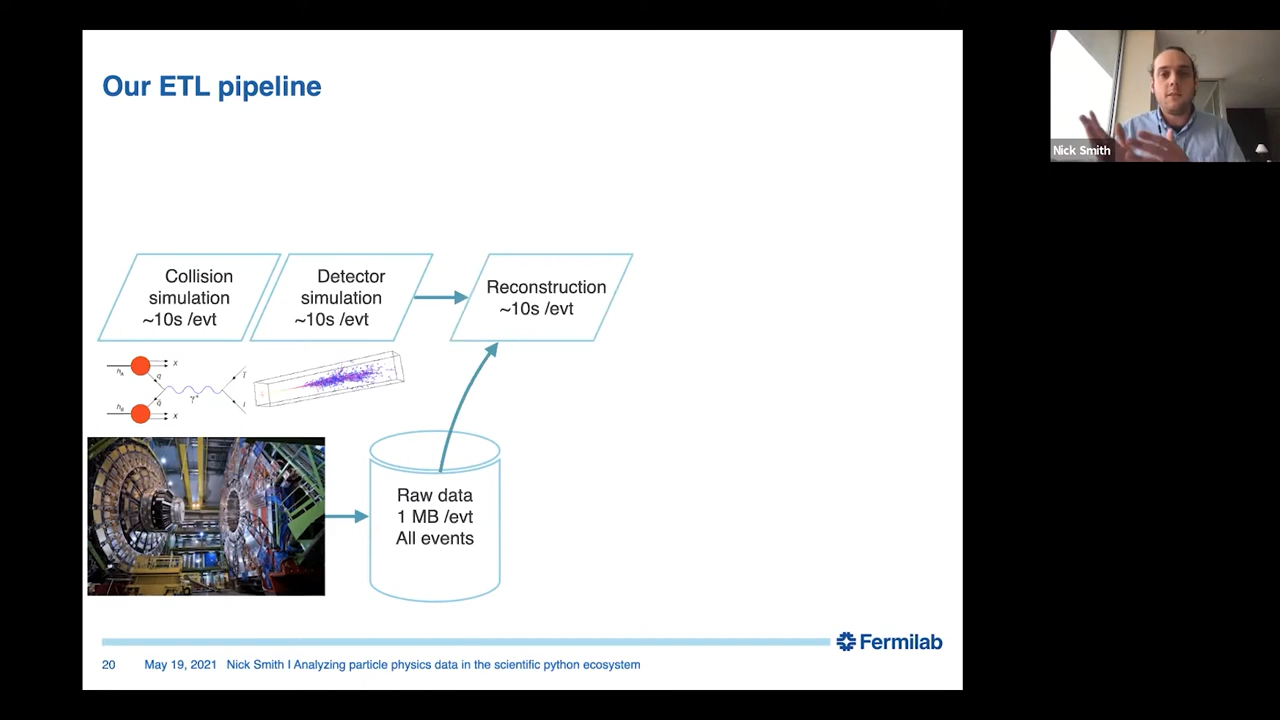 Our ETL pipeline
Nick Smith
Collision
simulation
~10s /evt
Detector
simulation
~10s /evt
Reconstruction
~10s /evt
hA
x
q
γ*
l̄
hB
q̄
x
l
Raw data
1 MB /evt
All events
Fermilab
20 May 19, 2021 Nick Smith I Analyzing particle physics data in the scientific python ecosystem